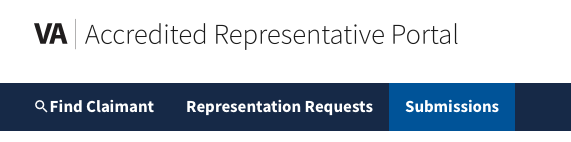 VA Accredited Representative Portal
Find Claimant Representation Requests Submissions